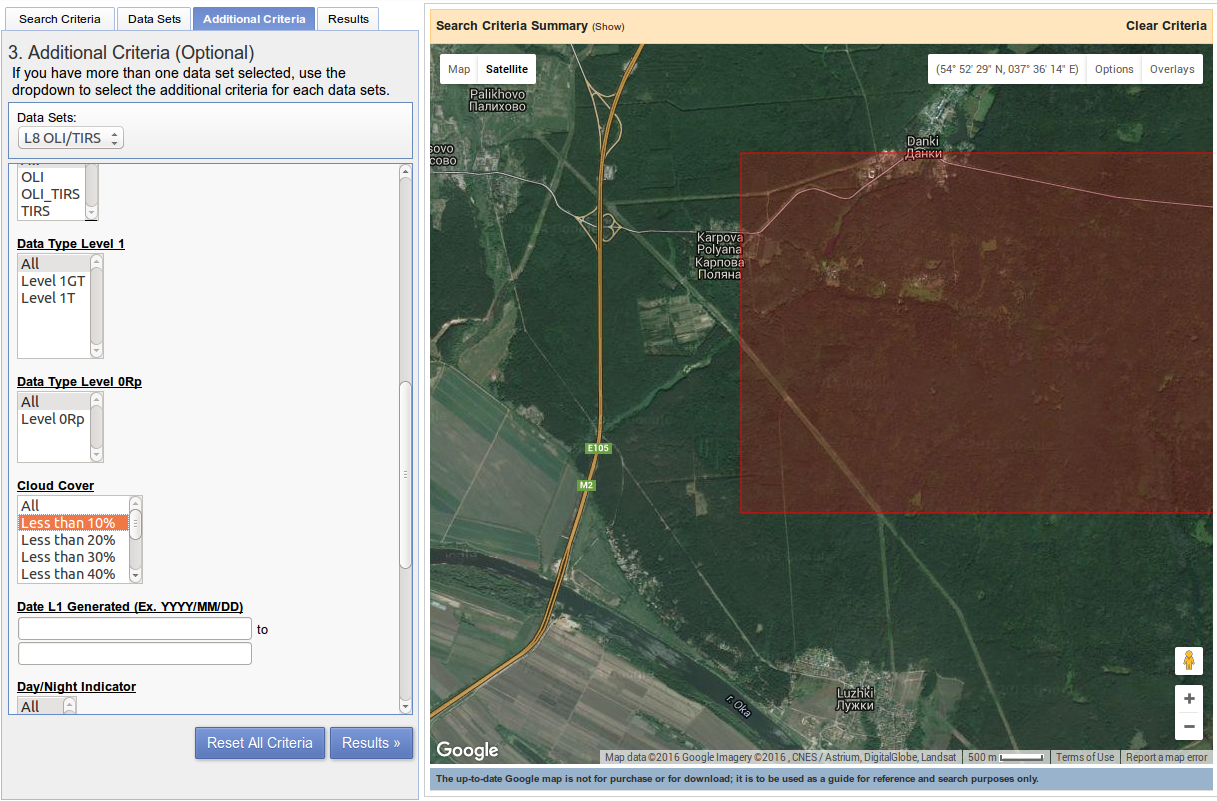 Search Criteria
Data Sets
Additional Criteria
Results
3. Additional Criteria (Optional)
If you have more than one data set selected, use the
dropdown to select the additional criteria for each data sets.
Data Sets:
L8 OLI/TIRS
OLI
OLI_TIRS
TIRS
Data Type Level 1
All
Level 1GT
Level 1T
Data Type Level 0Rp
All
Level 0Rp
Cloud Cover
All
Less than 10%
Less than 20%
Less than 30%
Less than 40%
Date L1 Generated (Ex. YYYY/MM/DD)
to
Day/Night Indicator
All
Reset All Criteria
Results »
Search Criteria Summary (Show)
Clear Criteria
Map
Satellite
(54° 52' 29" N, 037° 36' 14" E)
Options
Overlays
Palikhovo
Палихово
sovo
сово
Danki
Данки
Karpova
Polyana
Карпова
Поляна
E105
M2
г. Oka
Luzhki
Лужки
Google
Map data ©2016 Google Imagery ©2016 , CNES / Astrium, DigitalGlobe, Landsat
500 m
Terms of Use
Report a map error
The up-to-date Google map is not for purchase or for download; it is to be used as a guide for reference and search purposes only.